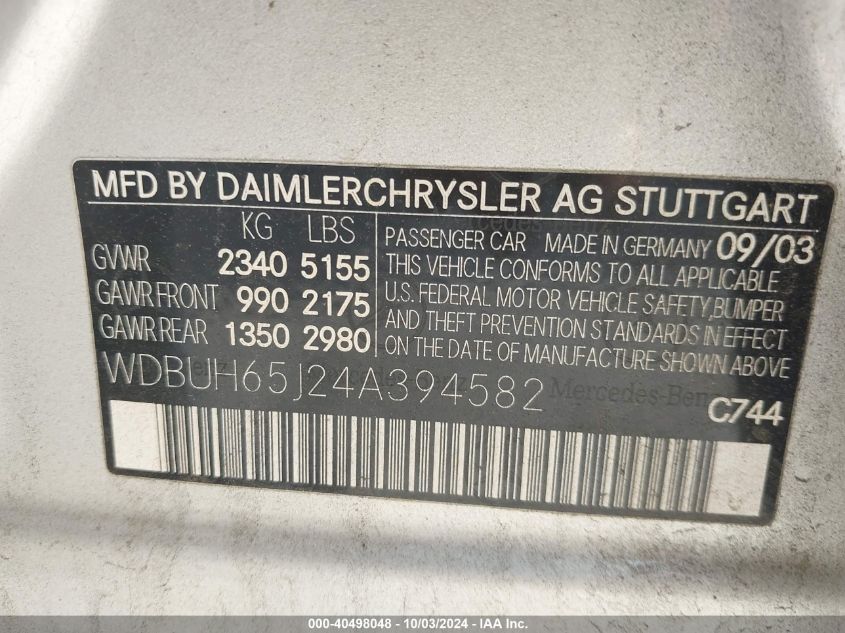 MFD BY DAIMLERCHRYSLER AG STUTTGART
KG LBS
GVWR 2340 5155
GAWR FRONT 990 2175
GAWR REAR 1350 2980
PASSENGER CAR MADE IN GERMANY 09/03
THIS VEHICLE CONFORMS TO ALL APPLICABLE
U.S. FEDERAL MOTOR VEHICLE SAFETY,BUMPER
AND THEFT PREVENTION STANDARDS IN EFFECT
ON THE DATE OF MANUFACTURE SHOWN ABOVE
WDBUH65J24A394582
Mercedes-Benz
C744
000-40498048 - 10/03/2024 - IAA Inc.